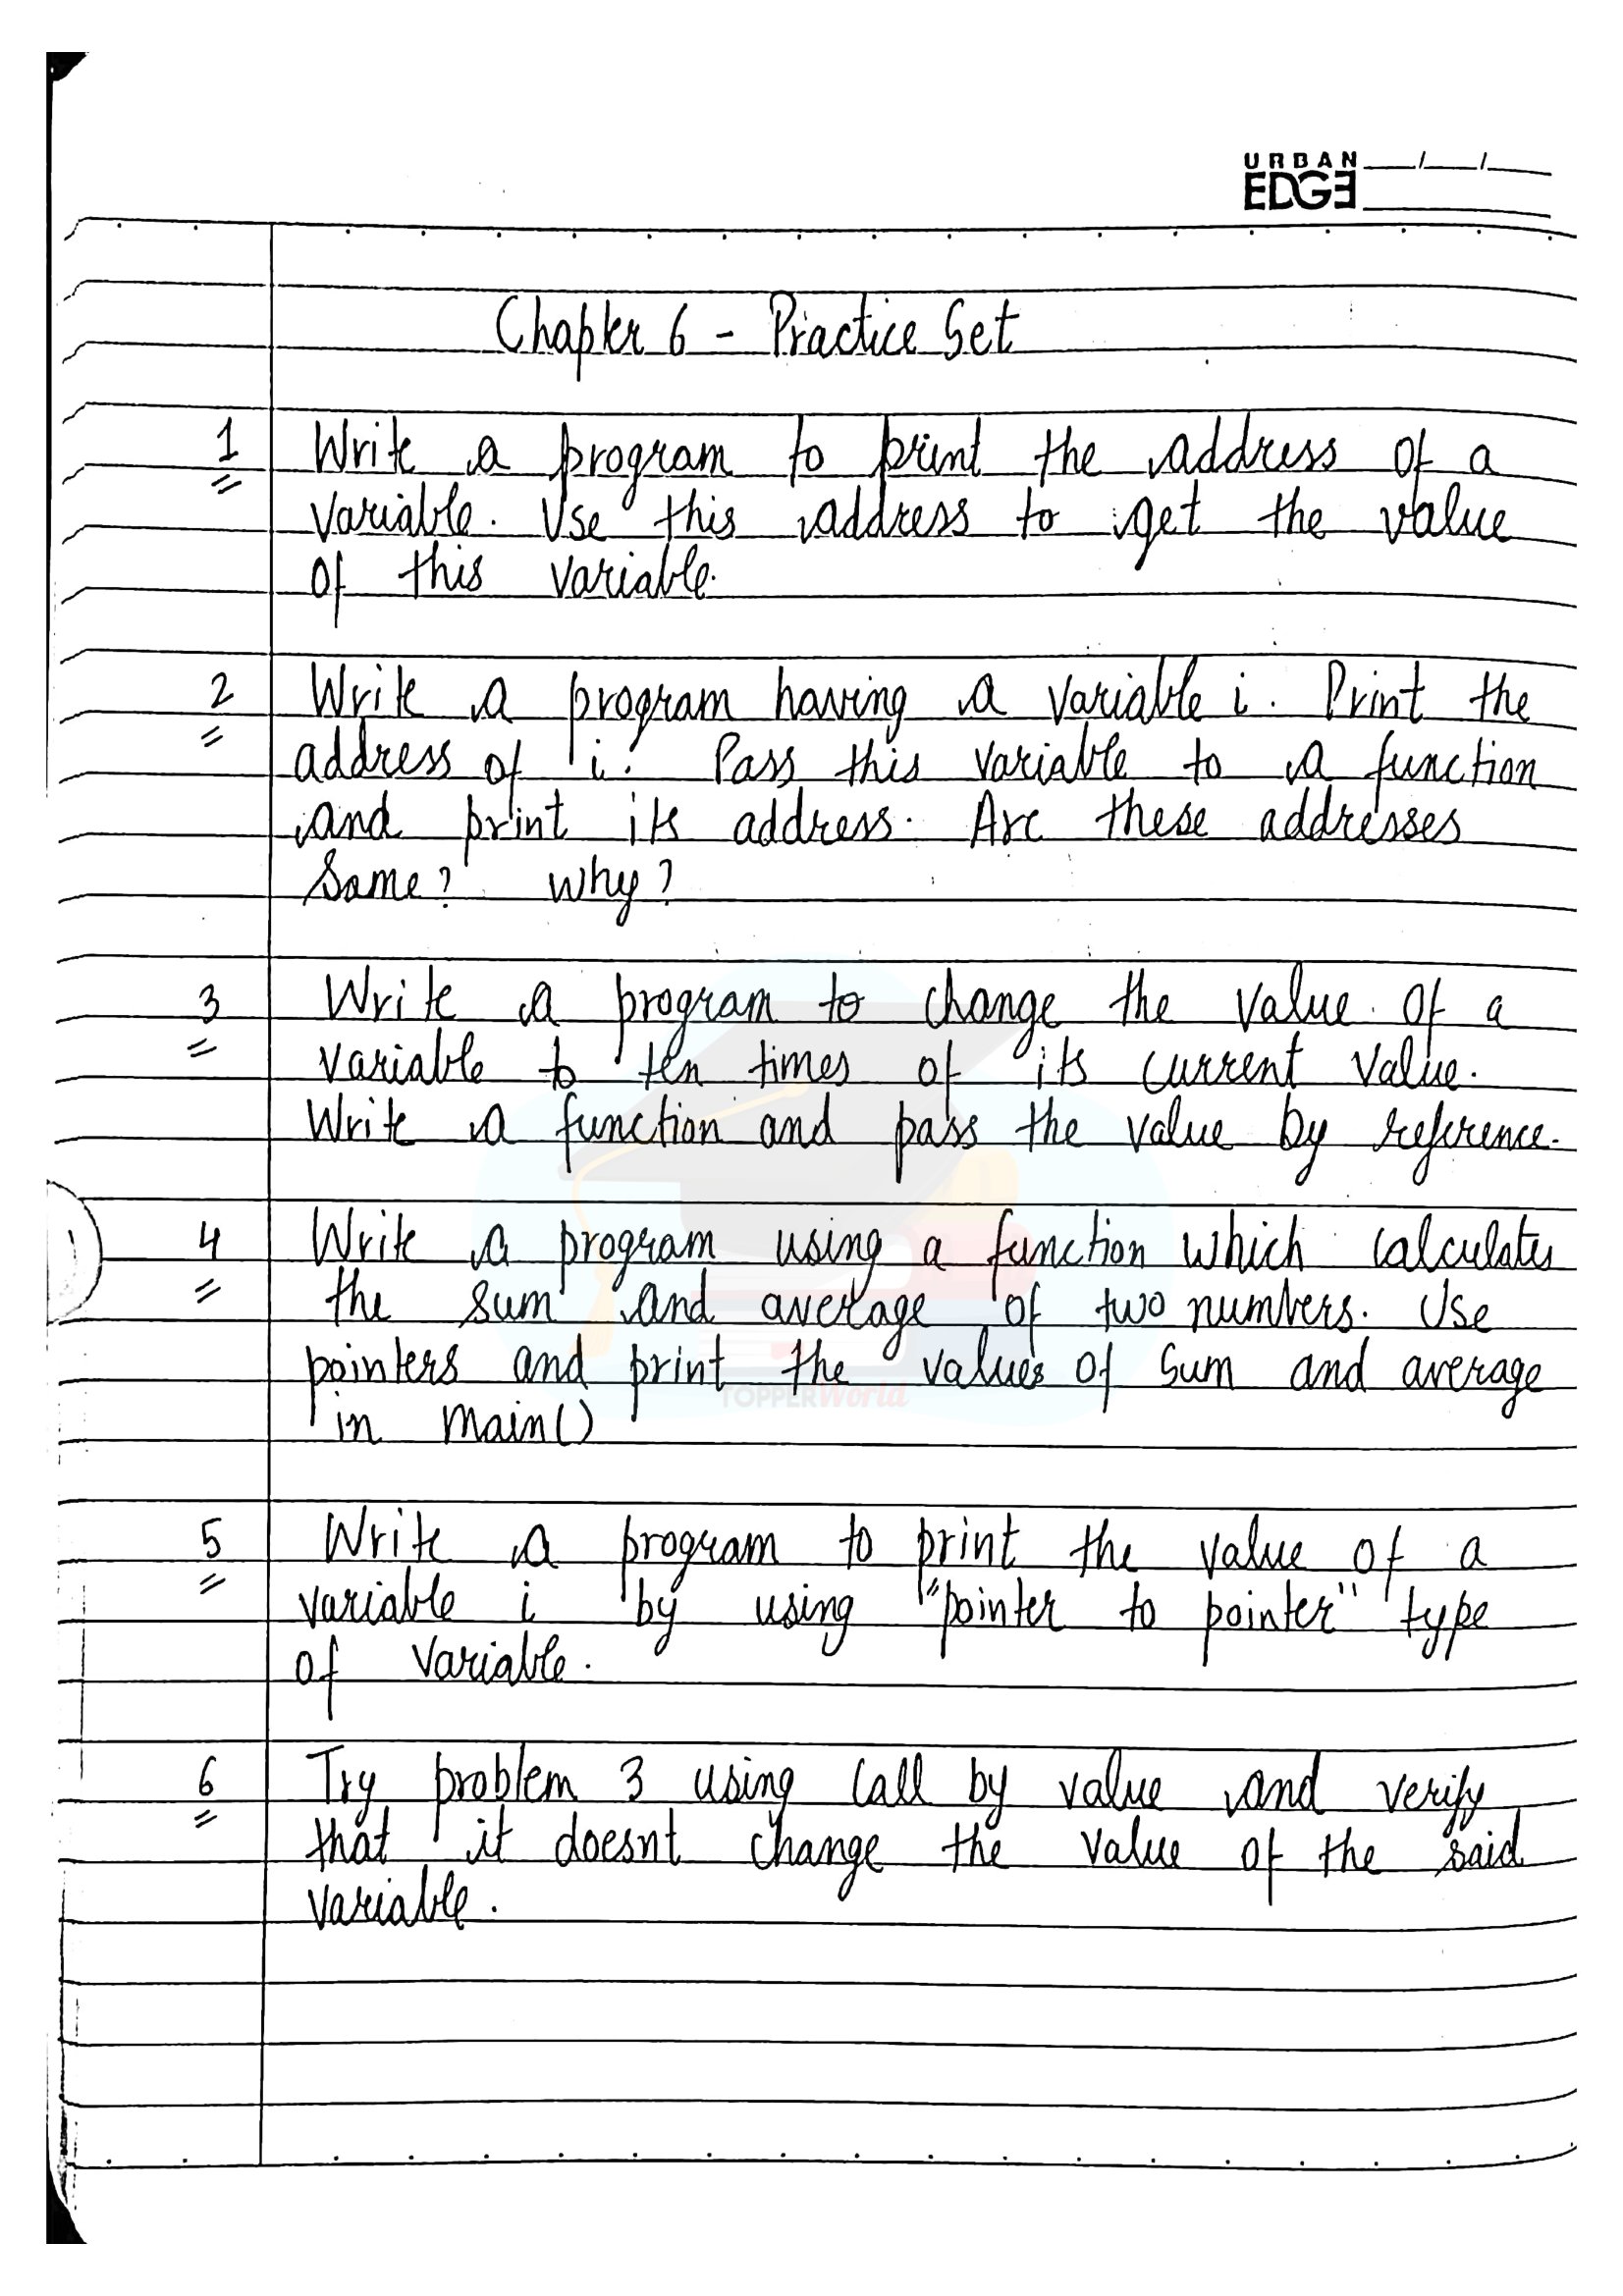 URBAN
EDGE
Chapter 6 - Practice Set
1 Write a program to print the address of a
variable. Use this address to get the value
of this variable.
2 Write a program having a variable i. Print the
address of i. Pass this variable to a function
and print its address. Are these addresses
same? why?
3 Write a program to change the value of a
variable to ten times of its current value.
Write a function and pass the value by reference.
4 Write a program using a function which calculates
the sum and average of two numbers. Use
pointers and print the values of sum and average
in main()
TOPPERWorld
5 Write a program to print the value of a
variable i by using "pointer to pointer" type
of variable.
6 Try problem 3 using call by value and verify
that it doesnt change the value of the said
variable.